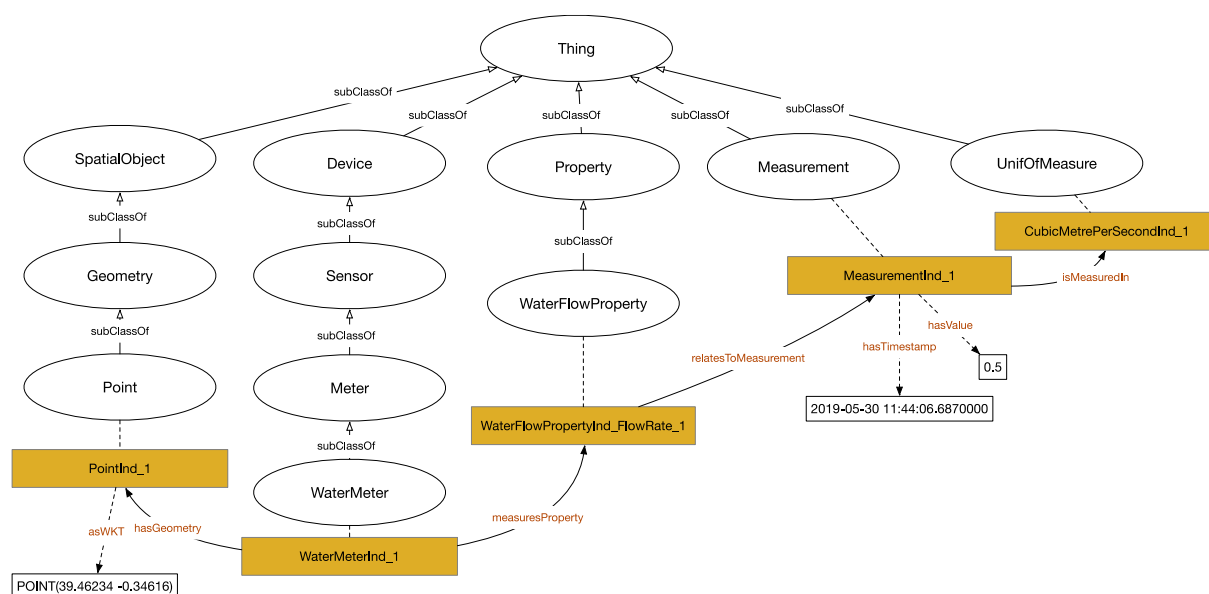 Thing
subClassOf
subClassOf
subClassOf
subClassOf
subClassOf
SpatialObject
Device
Property
Measurement
UnifOfMeasure
subClassOf
subClassOf
subClassOf
CubicMetrePerSecondInd_1
Geometry
Sensor
WaterFlowProperty
MeasurementInd_1
isMeasuredIn
subClassOf
subClassOf
hasValue
hasTimestamp
relatesToMeasurement
0.5
Point
Meter
2019-05-30 11:44:06.6870000
WaterFlowPropertyInd_FlowRate_1
subClassOf
PointInd_1
WaterMeter
asWKT
hasGeometry
measuresProperty
WaterMeterInd_1
POINT(39.46234 -0.34616)